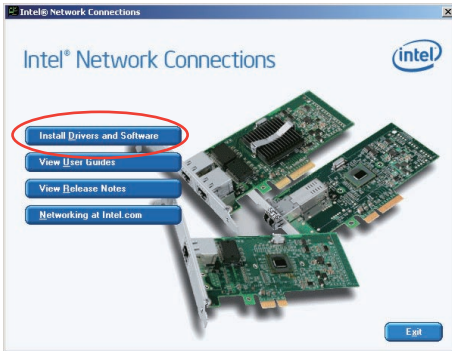 Intel® Network Connections
Intel® Network Connections
intel
Install Drivers and Software
View User Guides
View Release Notes
Networking at Intel.com
Exit